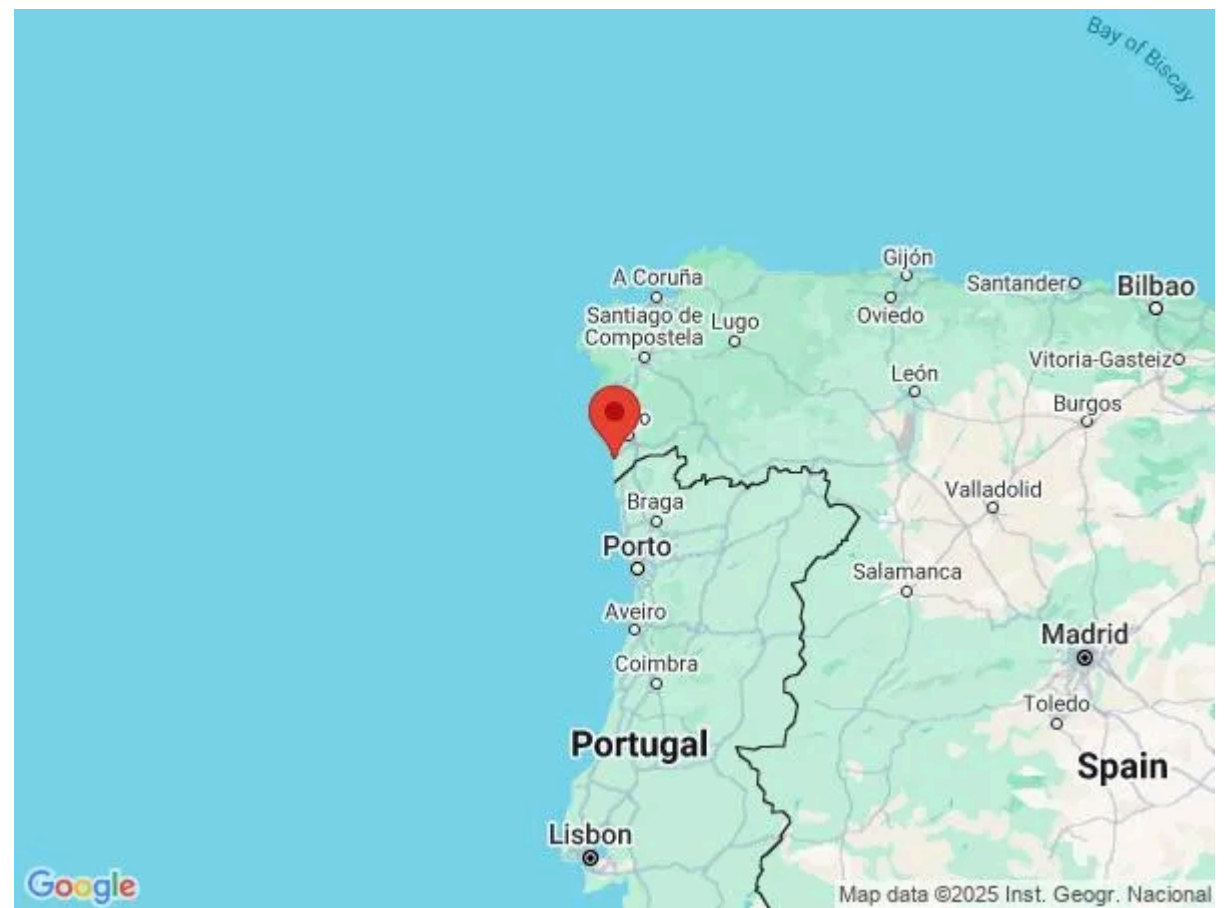 Bay of Biscay
Gijón
A Coruña
Santander
Bilbao
Santiago de
Compostela
Lugo
Oviedo
Vitoria-Gasteiz
León
Burgos
Valladolid
Braga
Porto
Salamanca
Aveiro
Madrid
Coimbra
Toledo
Portugal
Spain
Lisbon
Google
Map data ©2025 Inst. Geogr. Nacional